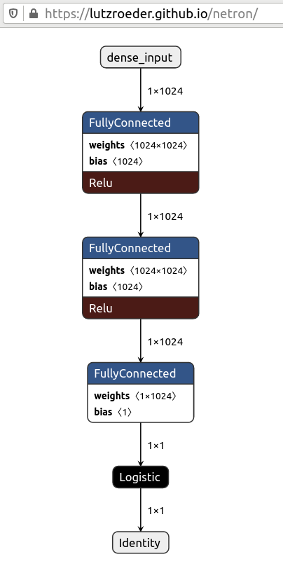 https://lutzroeder.github.io/netron/
dense_input
1×1024
FullyConnected
weights 〈1024×1024〉
bias 〈1024〉
Relu
1×1024
FullyConnected
weights 〈1024×1024〉
bias 〈1024〉
Relu
1×1024
FullyConnected
weights 〈1×1024〉
bias 〈1〉
1×1
Logistic
1×1
Identity